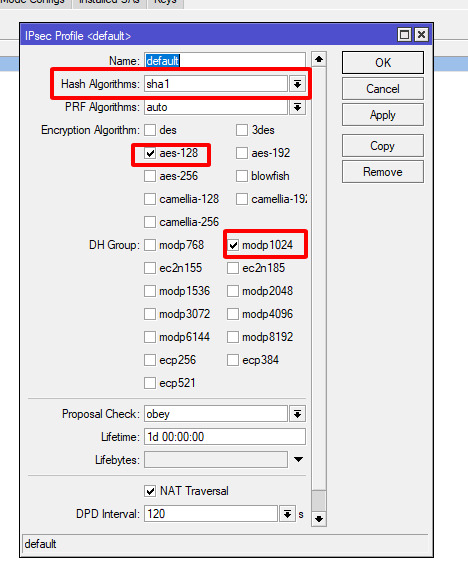 Mode Configs Installed SAs Keys
IPsec Profile <default>
Name: default
OK
Hash Algorithms: sha1
Cancel
PRF Algorithms: auto
Apply
Encryption Algorithm: des 3des
aes-128 aes-192
Copy
aes-256 blowfish
Remove
camellia-128 camellia-192
camellia-256
DH Group: modp768 modp1024
ec2n155 ec2n185
modp1536 modp2048
modp3072 modp4096
modp6144 modp8192
ecp256 ecp384
ecp521
Proposal Check: obey
Lifetime: 1d 00:00:00
Lifebytes:
NAT Traversal
DPD Interval: 120 s
default